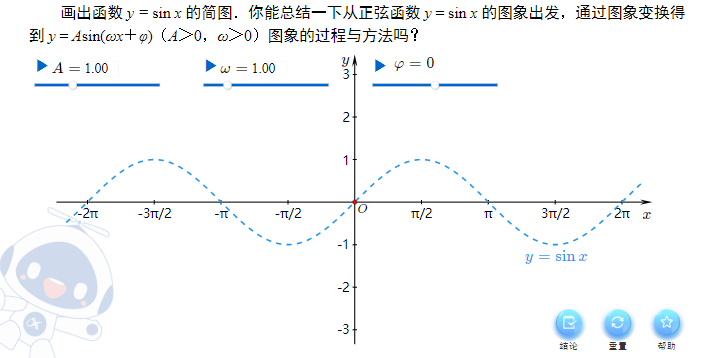 画出函数 y = sin x 的简图．你能总结一下从正弦函数 y = sin x 的图象出发，通过图象变换得
到 y = Asin(ωx＋φ)（A＞0，ω＞0）图象的过程与方法吗？
A = 1.00
ω = 1.00
φ = 0
y
3
2
1
-2π
-3π/2
-π
-π/2
O
π/2
π
3π/2
2π
x
-1
y = sin x
-2
-3
结论
重置
帮助